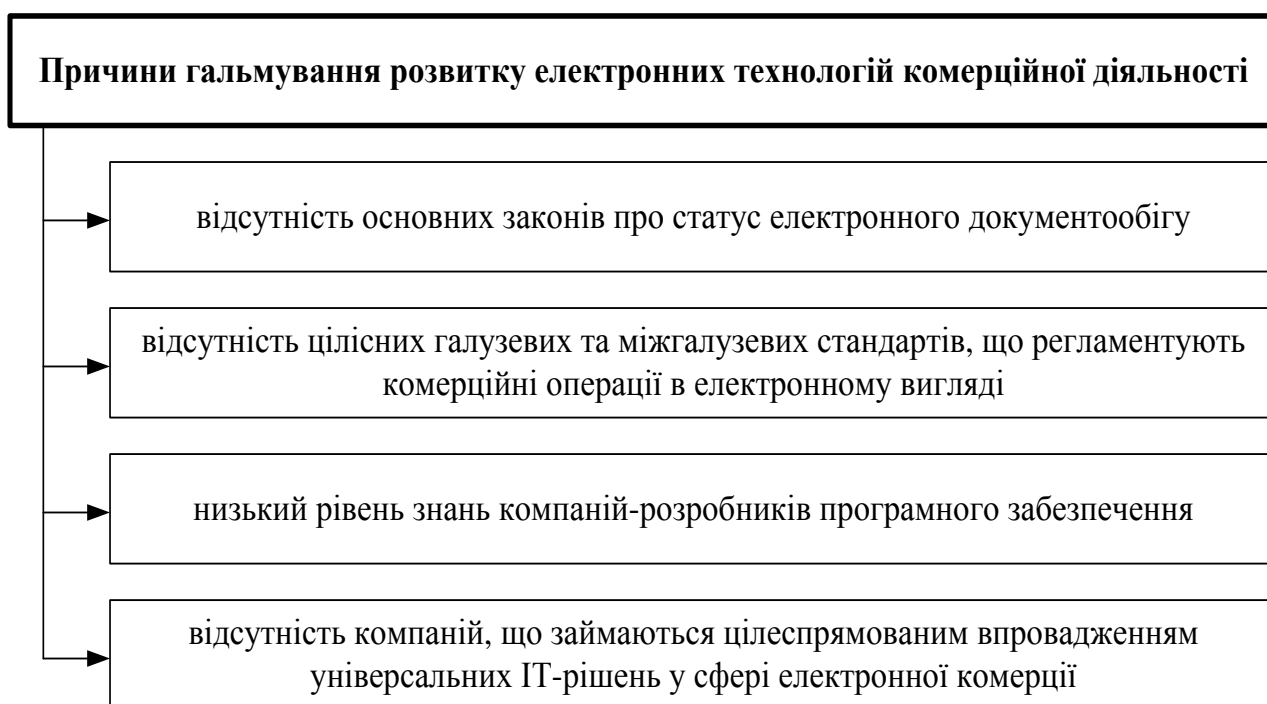 Причини гальмування розвитку електронних технологій комерційної діяльності
відсутність основних законів про статус електронного документообігу
відсутність цілісних галузевих та міжгалузевих стандартів, що регламентують
комерційні операції в електронному вигляді
низький рівень знань компаній-розробників програмного забезпечення
відсутність компаній, що займаються цілеспрямованим впровадженням
універсальних ІТ-рішень у сфері електронної комерції